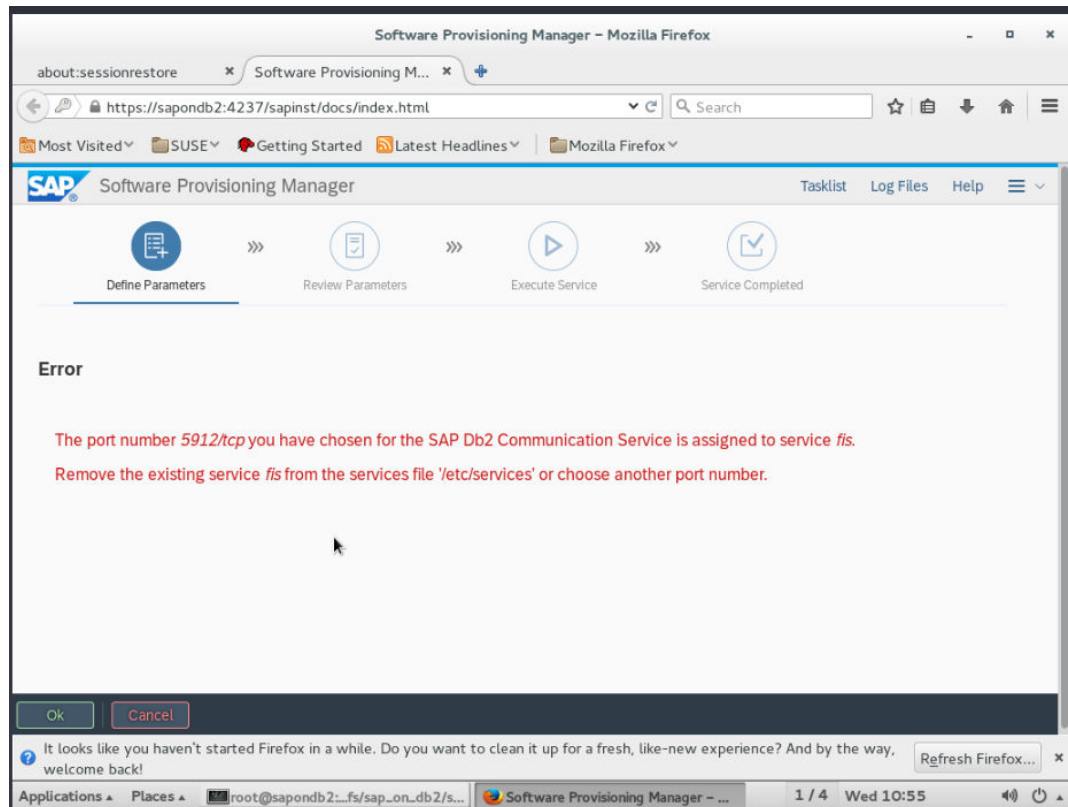 Software Provisioning Manager - Mozilla Firefox
about:sessionrestore
Software Provisioning M...
https://sapondb2:4237/sapinst/docs/index.html
Search
Most Visited
SUSE
Getting Started
Latest Headlines
Mozilla Firefox
SAP
Software Provisioning Manager
Tasklist
Log Files
Help
Define Parameters
Review Parameters
Execute Service
Service Completed
Error
The port number 5912/tcp you have chosen for the SAP Db2 Communication Service is assigned to service fis.
Remove the existing service fis from the services file '/etc/services' or choose another port number.
Ok
Cancel
It looks like you haven't started Firefox in a while. Do you want to clean it up for a fresh, like-new experience? And by the way,
welcome back!
Refresh Firefox...
Applications
Places
root@sapondb2:...fs/sap_on_db2/s...
Software Provisioning Manager - ...
1 / 4
Wed 10:55